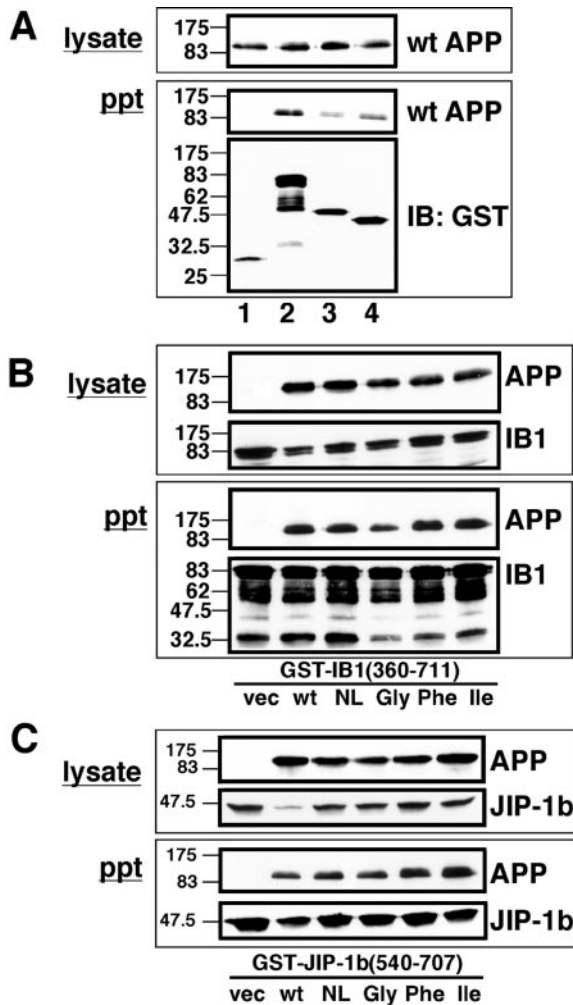 A
lysate
175
83
wt APP
ppt
175
83
wt APP
175
83
62
47.5
32.5
25
IB: GST
1 2 3 4
B
lysate
175
83
APP
175
83
IB1
ppt
175
83
APP
83
62
47.5
32.5
IB1
GST-IB1(360-711)
vec wt NL Gly Phe Ile
C
lysate
175
83
APP
47.5
JIP-1b
ppt
175
83
APP
47.5
JIP-1b
GST-JIP-1b(540-707)
vec wt NL Gly Phe Ile